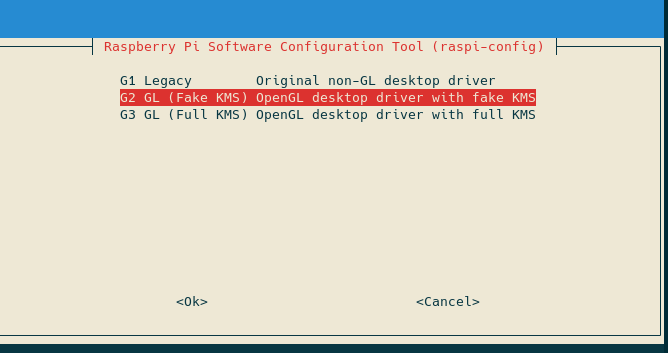 Raspberry Pi Software Configuration Tool (raspi-config)
G1 Legacy        Original non-GL desktop driver
G2 GL (Fake KMS) OpenGL desktop driver with fake KMS
G3 GL (Full KMS) OpenGL desktop driver with full KMS
<Ok> <Cancel>